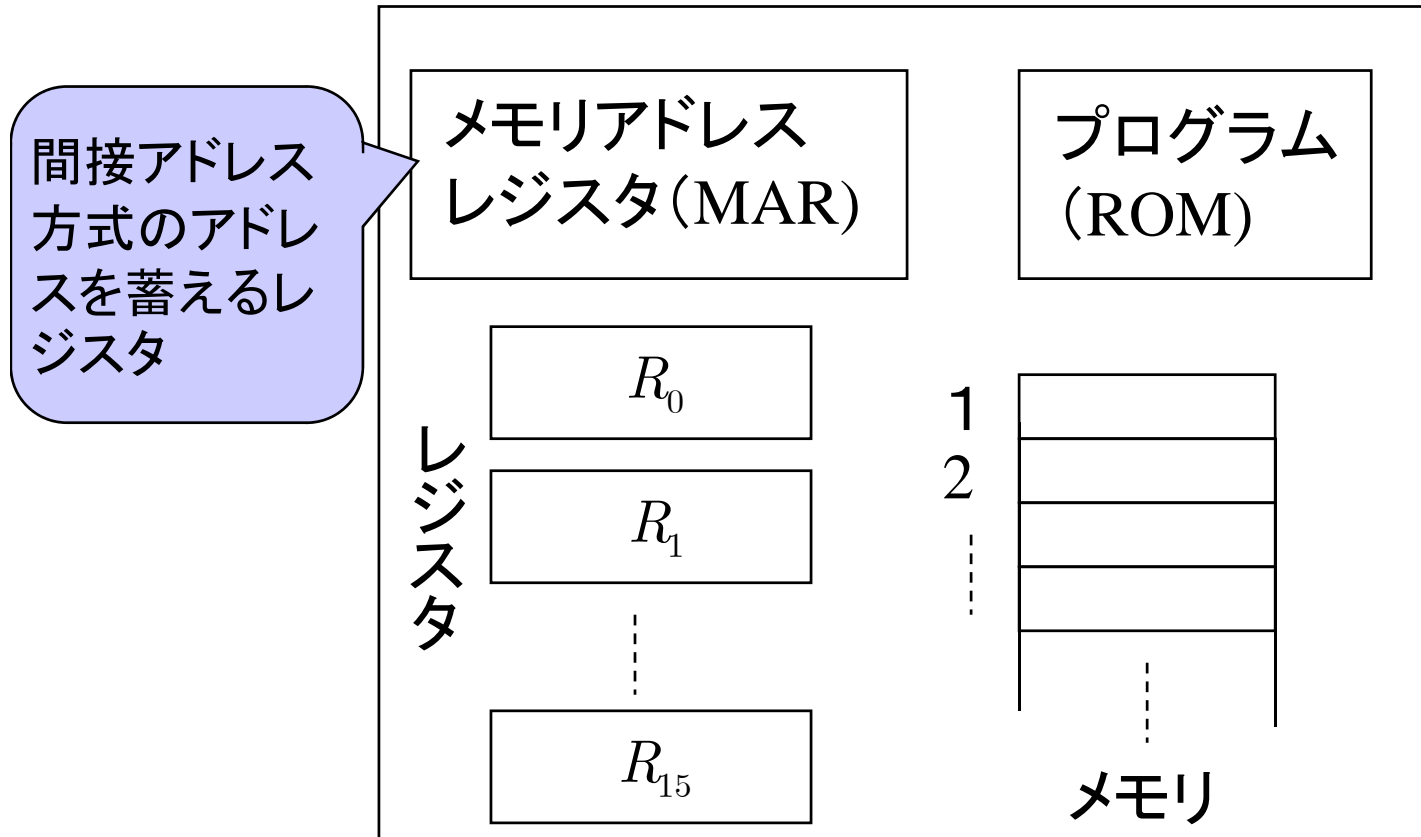 間接アドレス
方式のアドレ
スを蓄えるレ
ジスタ
メモリアドレス
レジスタ(MAR)
プログラム
(ROM)
レジスタ
R₀
R₁
R₁₅
1
2
メモリ